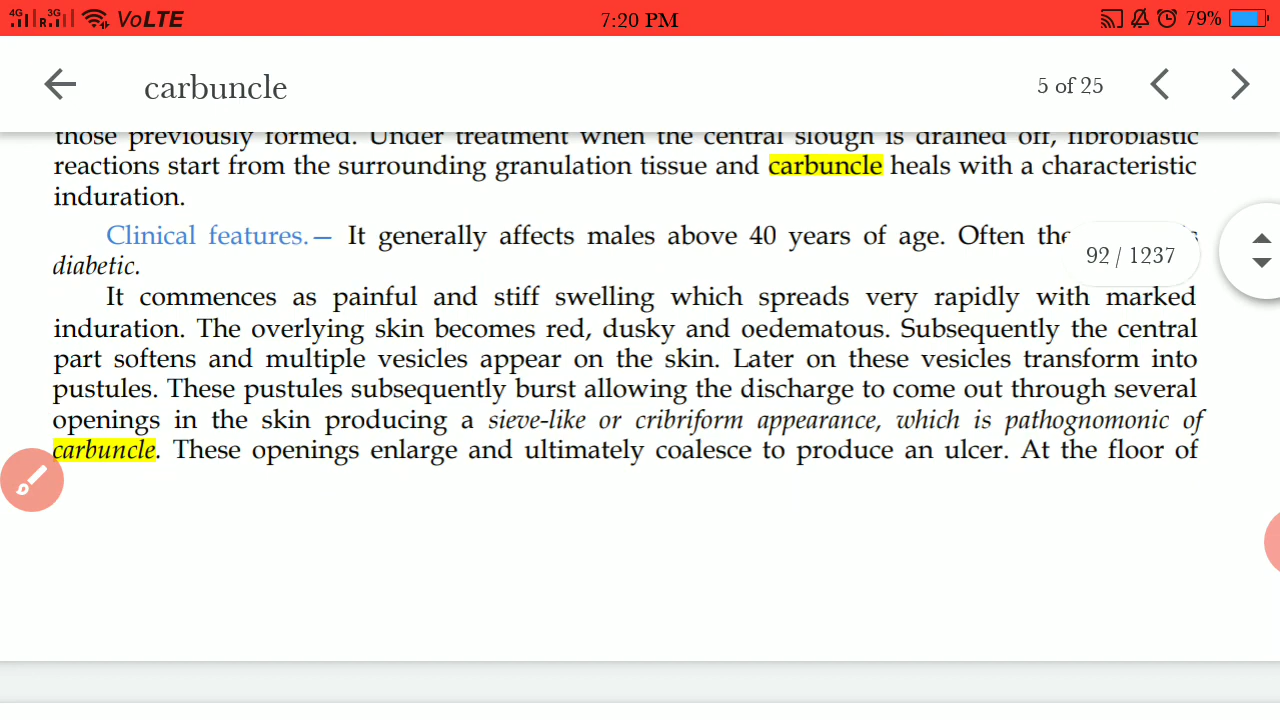 4G R 3G VoLTE 7:20 PM 79%
carbuncle 5 of 25
those previously formed. Under treatment when the central slough is drained off, fibroblastic
reactions start from the surrounding granulation tissue and carbuncle heals with a characteristic
induration.
Clinical features.— It generally affects males above 40 years of age. Often the
92 / 1237
diabetic.
It commences as painful and stiff swelling which spreads very rapidly with marked
induration. The overlying skin becomes red, dusky and oedematous. Subsequently the central
part softens and multiple vesicles appear on the skin. Later on these vesicles transform into
pustules. These pustules subsequently burst allowing the discharge to come out through several
openings in the skin producing a sieve-like or cribriform appearance, which is pathognomonic of
carbuncle. These openings enlarge and ultimately coalesce to produce an ulcer. At the floor of